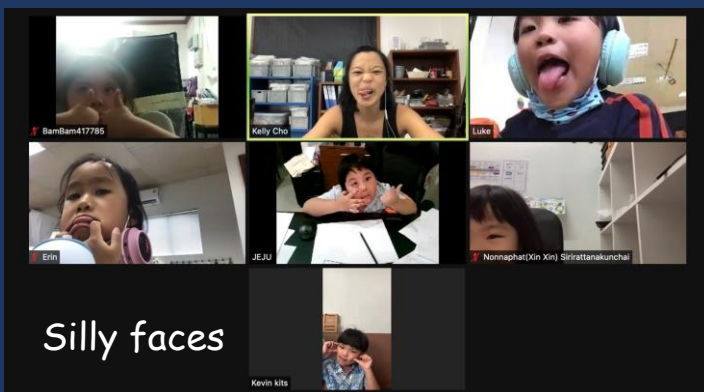 BamBam417785
Kelly Cho
Luke
Erin
JEJU
Nonnaphat(Xin Xin) Sirirattanakunchai
Silly faces
Kevin kits